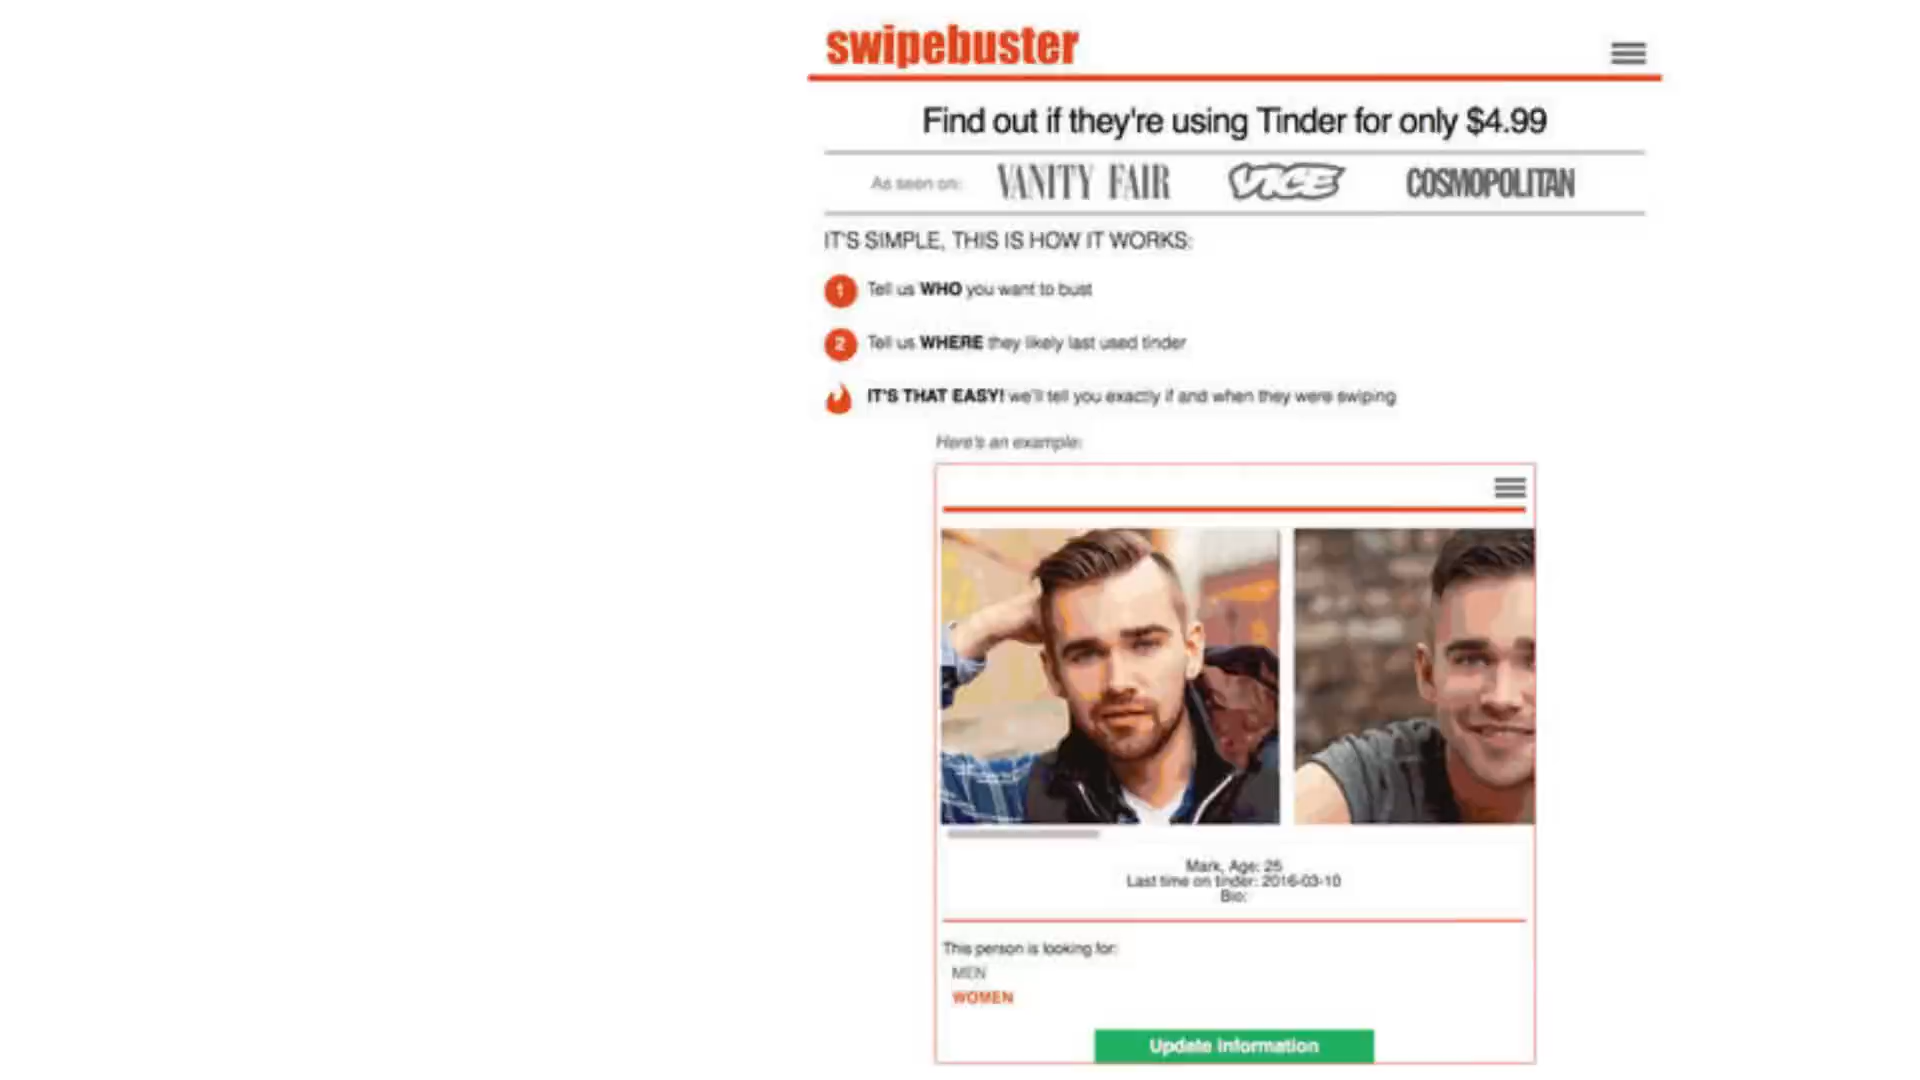 swipebuster
Find out if they're using Tinder for only $4.99
As seen on: VANITY FAIR VICE COSMOPOLITAN
IT'S SIMPLE, THIS IS HOW IT WORKS:
1 Tell us WHO you want to bust
2 Tell us WHERE they likely last used tinder
IT'S THAT EASY! we'll tell you exactly if and when they were swiping
Here's an example:
Mark, Age: 25
Last time on tinder: 2016-03-10
Bio:
This person is looking for:
MEN
WOMEN
Update Information